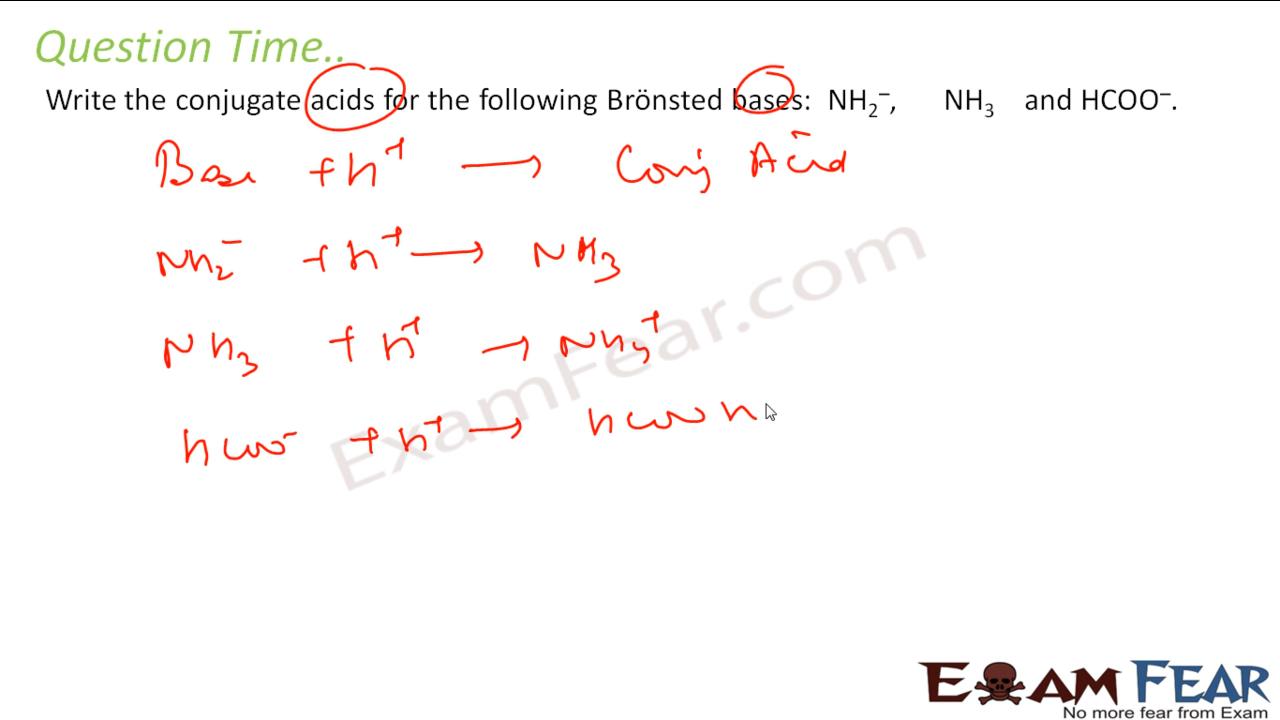 Question Time..
Write the conjugate acids for the following Brönsted bases: NH₂⁻, NH₃ and HCOO⁻.
Base + H⁺ → Conj Acid
NH₂⁻ + H⁺ → NH₃
NH₃ + H⁺ → NH₄⁺
HCOO⁻ + H⁺ → HCOOH
ExamFear.com
EXAM FEAR
No more fear from Exam